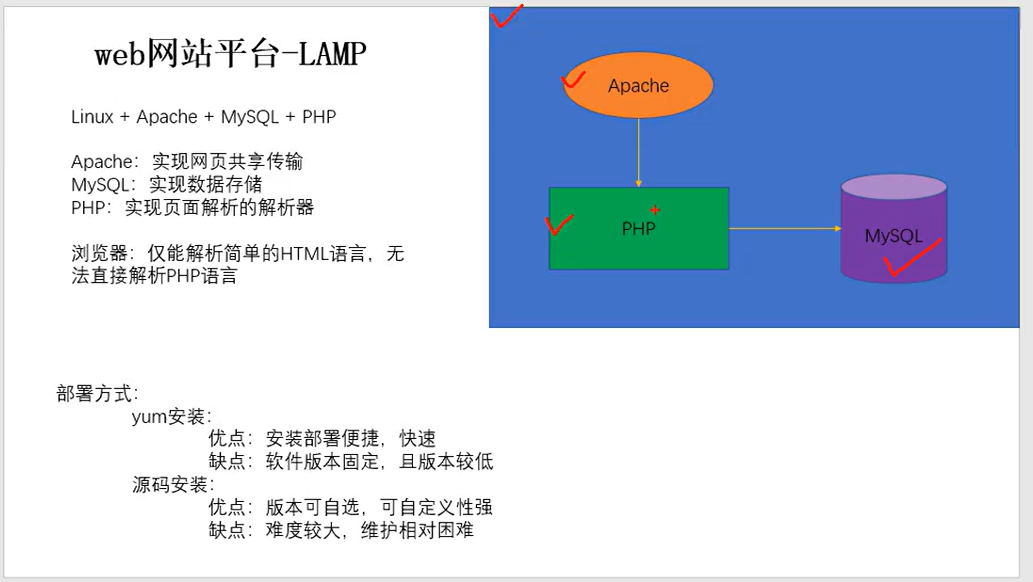 web网站平台-LAMP
Linux + Apache + MySQL + PHP
Apache：实现网页共享传输
MySQL：实现数据存储
PHP：实现页面解析的解析器
浏览器：仅能解析简单的HTML语言，无
法直接解析PHP语言
Apache
PHP
MySQL
部署方式：
yum安装：
优点：安装部署便捷，快速
缺点：软件版本固定，且版本较低
源码安装：
优点：版本可自选，可自定义性强
缺点：难度较大，维护相对困难